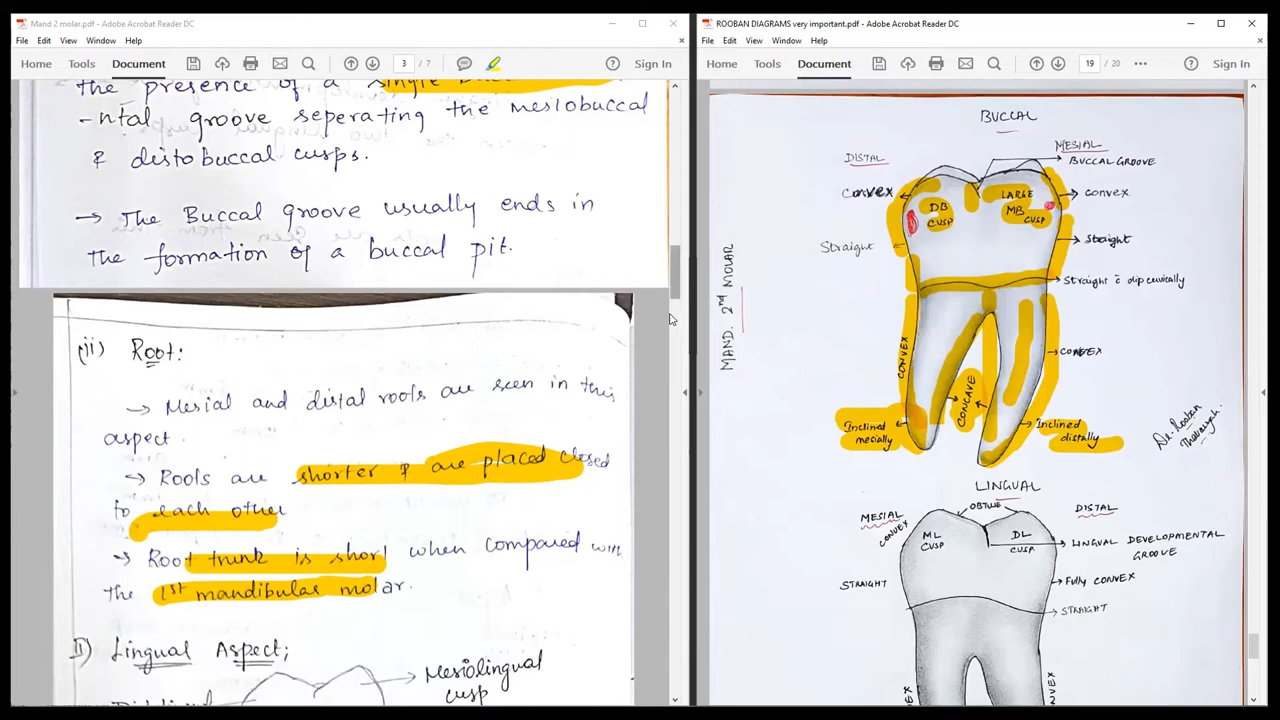 Mand 2 molar.pdf - Adobe Acrobat Reader DC
File Edit View Window Help
Home Tools Document 3 / 7 Sign In
the presence of a single
-ntal groove seperating the mesiobuccal
& distobuccal cusps.
→ The Buccal groove usually ends in
the formation of a buccal pit.
(ii) Root:
→ Mesial and distal roots are seen in this
aspect.
→ Roots are shorter & are placed closed
to each other
→ Root trunk is short when compared with
the 1st mandibular molar.
II) Lingual Aspect;
→ Mesiolingual
cusp
ROOBAN DIAGRAMS very important.pdf - Adobe Acrobat Reader DC
File Edit View Window Help
Home Tools Document 19 / 20 Sign In
BUCCAL
DISTAL
MESIAL
BUCCAL GROOVE
Convex
convex
DB
CUSP
LARGE
MB
CUSP
Straight
Straight
Straight c̄ dip cervically
MAND. 2nd MOLAR
CONVEX
CONCAVE
CONVEX
Inclined
mesially
Inclined
distally
Dr. Rooban
LINGUAL
MESIAL
CONVEX
OBTUSE
DISTAL
ML
CUSP
DL
CUSP
LINGUAL DEVELOPMENTAL
GROOVE
STRAIGHT
FULLY CONVEX
STRAIGHT